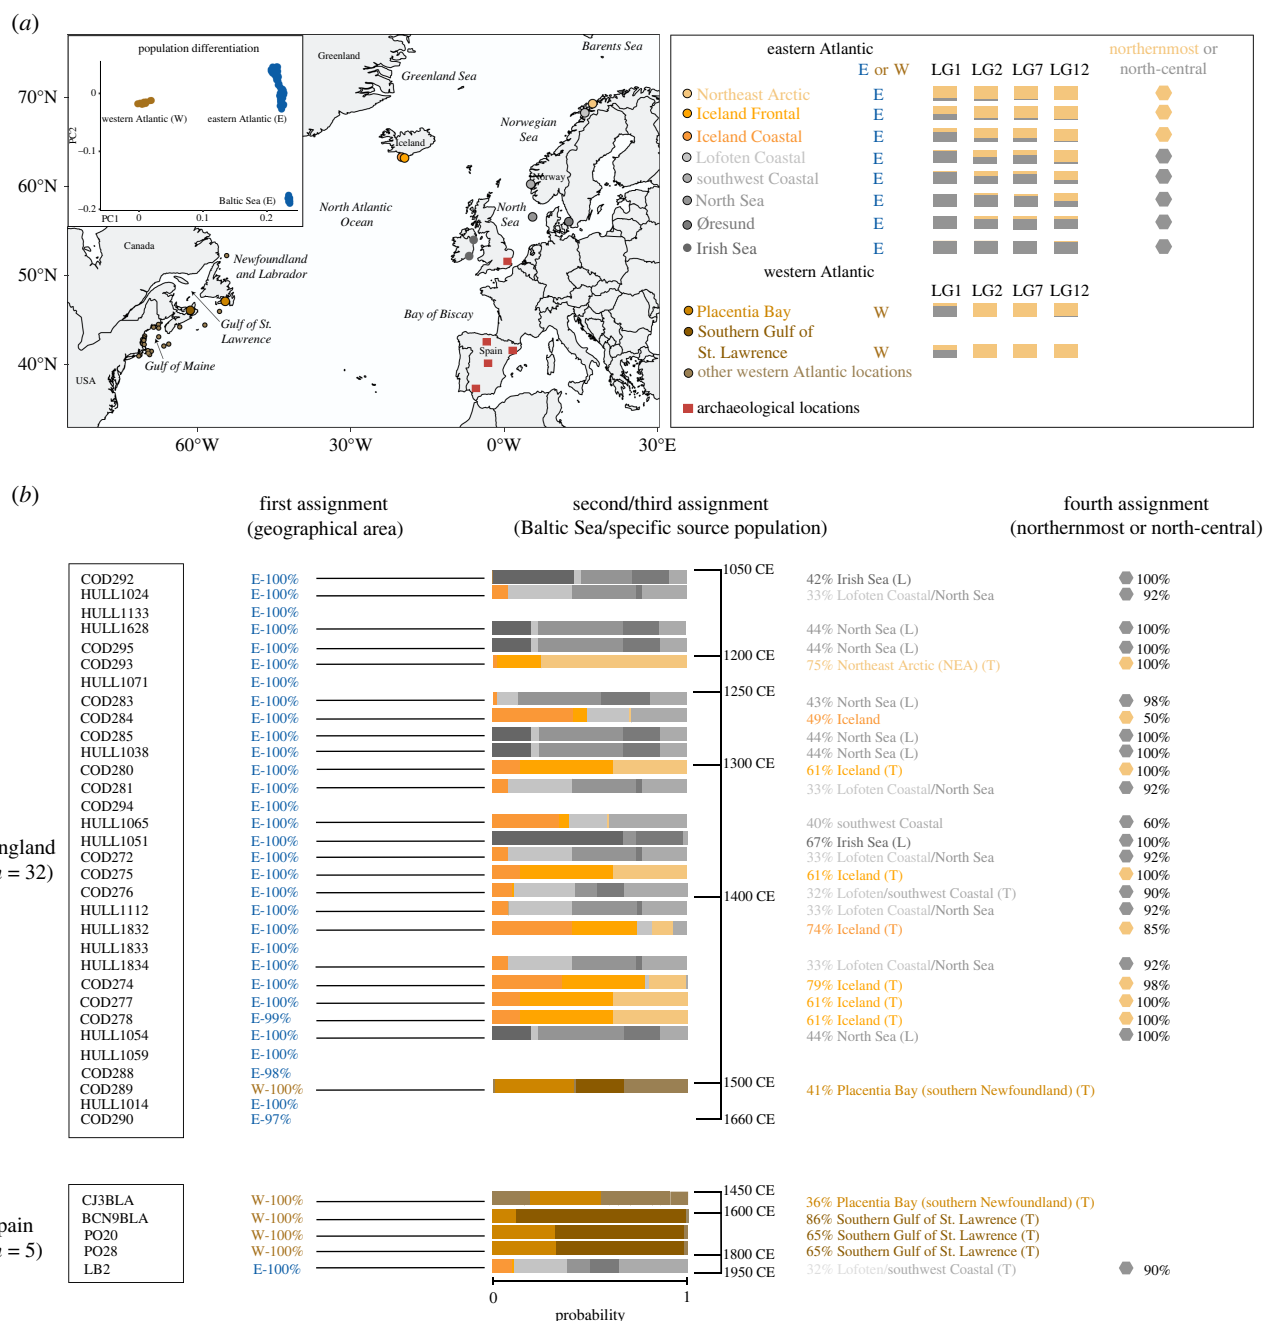 (a)
population differentiation
0
−0.1
−0.2
PC2
western Atlantic (W)
eastern Atlantic (E)
Baltic Sea (E)
PC1
0
0.1
0.2
Greenland
Greenland Sea
Barents Sea
Norwegian Sea
Iceland
Norway
North Sea
North Atlantic Ocean
Canada
Newfoundland and Labrador
Gulf of St. Lawrence
Gulf of Maine
USA
Bay of Biscay
Spain
70°N
60°N
50°N
40°N
60°W
30°W
0°W
30°E
eastern Atlantic
northernmost or north-central
E or W LG1 LG2 LG7 LG12
Northeast Arctic E
Iceland Frontal E
Iceland Coastal E
Lofoten Coastal E
southwest Coastal E
North Sea E
Øresund E
Irish Sea E
western Atlantic
LG1 LG2 LG7 LG12
Placentia Bay W
Southern Gulf of
St. Lawrence W
other western Atlantic locations
archaeological locations
(b)
first assignment
(geographical area)
second/third assignment
(Baltic Sea/specific source population)
fourth assignment
(northernmost or north-central)
ngland
n = 32)
COD292 E-100% 1050 CE 42% Irish Sea (L) 100%
HULL1024 E-100% 33% Lofoten Coastal/North Sea 92%
HULL1133 E-100%
HULL1628 E-100% 44% North Sea (L) 100%
COD295 E-100% 44% North Sea (L) 100%
COD293 E-100% 1200 CE 75% Northeast Arctic (NEA) (T) 100%
HULL1071 E-100%
COD283 E-100% 1250 CE 43% North Sea (L) 98%
COD284 E-100% 49% Iceland 50%
COD285 E-100% 44% North Sea (L) 100%
HULL1038 E-100% 44% North Sea (L) 100%
COD280 E-100% 1300 CE 61% Iceland (T) 100%
COD281 E-100% 33% Lofoten Coastal/North Sea 92%
COD294 E-100%
HULL1065 E-100% 40% southwest Coastal 60%
HULL1051 E-100% 67% Irish Sea (L) 100%
COD272 E-100% 33% Lofoten Coastal/North Sea 92%
COD275 E-100% 61% Iceland (T) 100%
COD276 E-100% 1400 CE 32% Lofoten/southwest Coastal (T) 90%
HULL1112 E-100% 33% Lofoten Coastal/North Sea 92%
HULL1832 E-100% 74% Iceland (T) 85%
HULL1833 E-100%
HULL1834 E-100% 33% Lofoten Coastal/North Sea 92%
COD274 E-100% 79% Iceland (T) 98%
COD277 E-100% 61% Iceland (T) 100%
COD278 E-99% 61% Iceland (T) 100%
HULL1054 E-100% 44% North Sea (L) 100%
HULL1059 E-100%
COD288 E-98%
COD289 W-100% 1500 CE 41% Placentia Bay (southern Newfoundland) (T)
HULL1014 E-100%
COD290 E-97% 1660 CE
pain
n = 5)
CJ3BLA W-100% 1450 CE 36% Placentia Bay (southern Newfoundland) (T)
BCN9BLA W-100% 1600 CE 86% Southern Gulf of St. Lawrence (T)
PO20 W-100% 65% Southern Gulf of St. Lawrence (T)
PO28 W-100% 1800 CE 65% Southern Gulf of St. Lawrence (T)
LB2 E-100% 1950 CE 32% Lofoten/southwest Coastal (T) 90%
0 1
probability